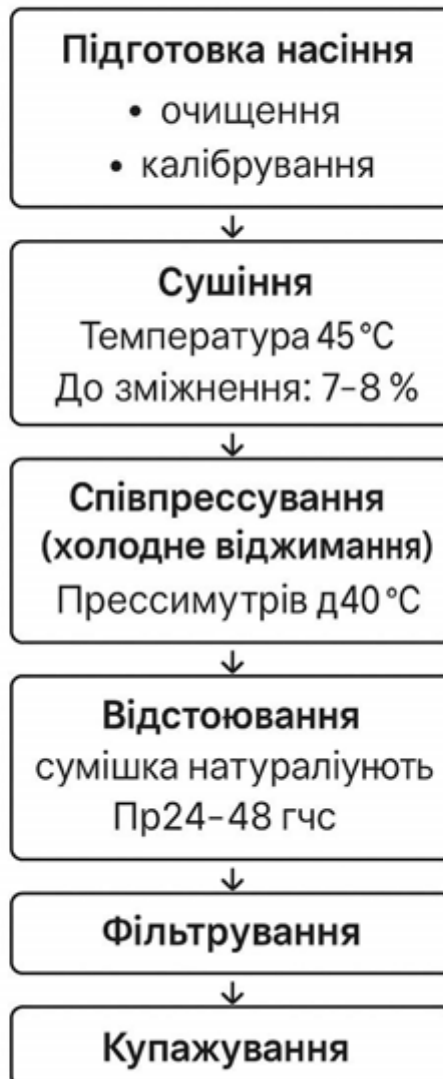 Підготовка насіння
• очищення
• калібрування
↓
Сушіння
Температура 45 °C
До зміжнення: 7–8 %
↓
Співпрессування
(холодне віджимання)
Прессимутрів д40 °C
↓
Відстоювання
сумішка натураліують
Пр24–48 гчс
↓
Фільтрування
↓
Купажування